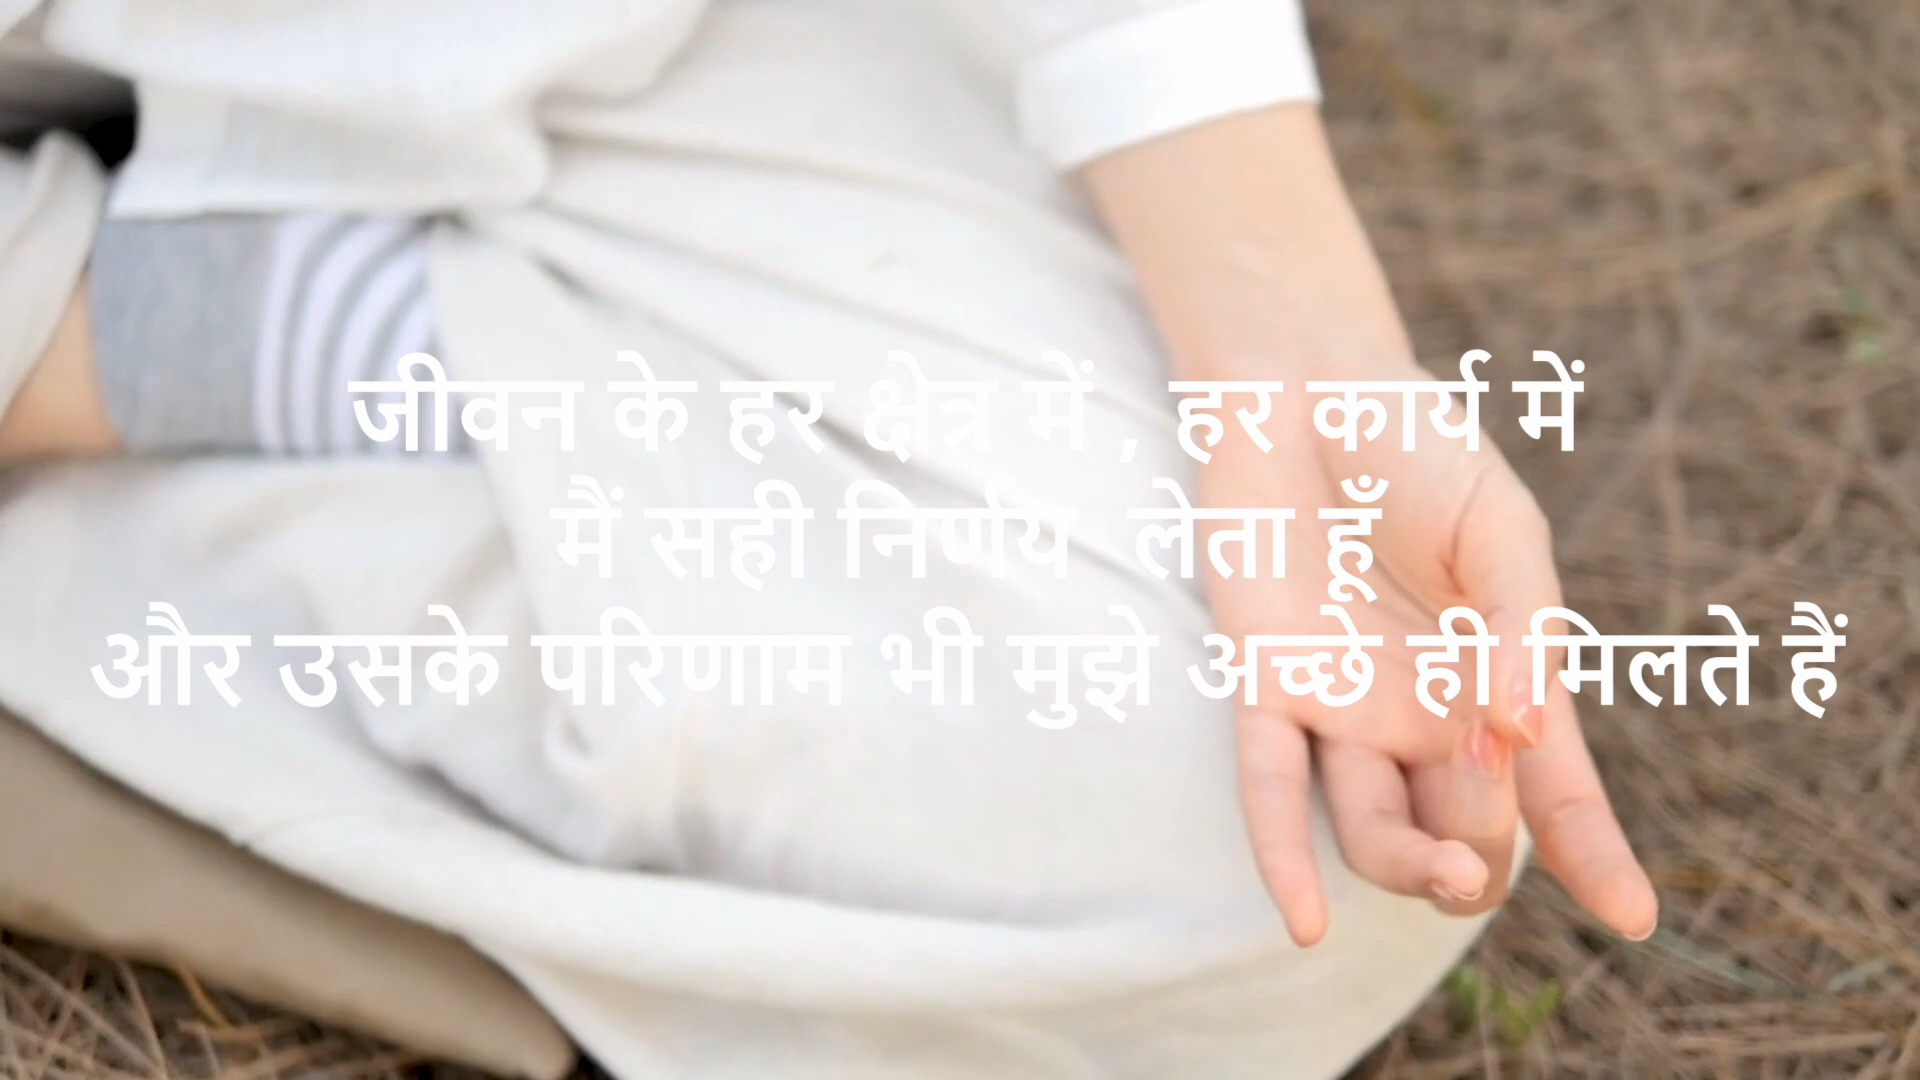 जीवन के हर क्षेत्र में , हर कार्य में
मैं सही निर्णय लेता हूँ
और उसके परिणाम भी मुझे अच्छे ही मिलते हैं